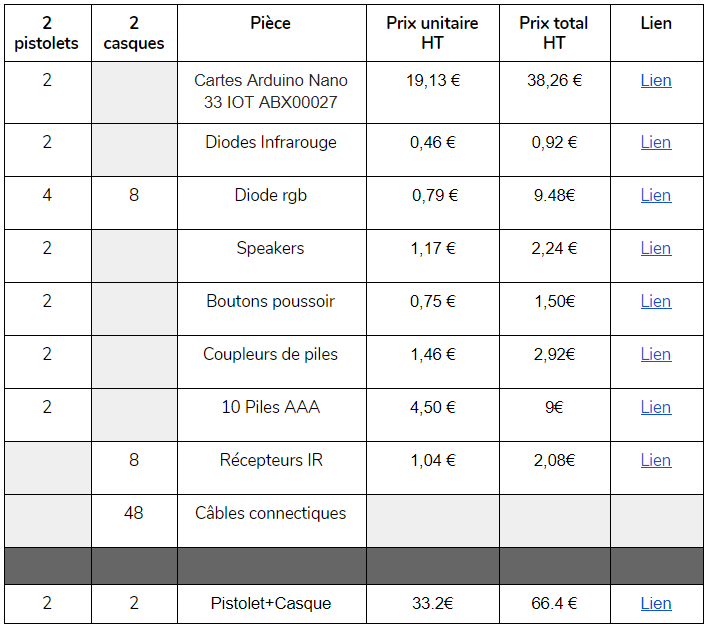 2 pistolets 2 casques Pièce Prix unitaire HT Prix total HT Lien
2 Cartes Arduino Nano 33 IOT ABX00027 19,13 € 38,26 € Lien
2 Diodes Infrarouge 0,46 € 0,92 € Lien
4 8 Diode rgb 0,79 € 9.48€ Lien
2 Speakers 1,17 € 2,24 € Lien
2 Boutons poussoir 0,75 € 1,50€ Lien
2 Coupleurs de piles 1,46 € 2,92€ Lien
2 10 Piles AAA 4,50 € 9€ Lien
8 Récepteurs IR 1,04 € 2,08€ Lien
48 Câbles connectiques
2 2 Pistolet+Casque 33.2€ 66.4 € Lien